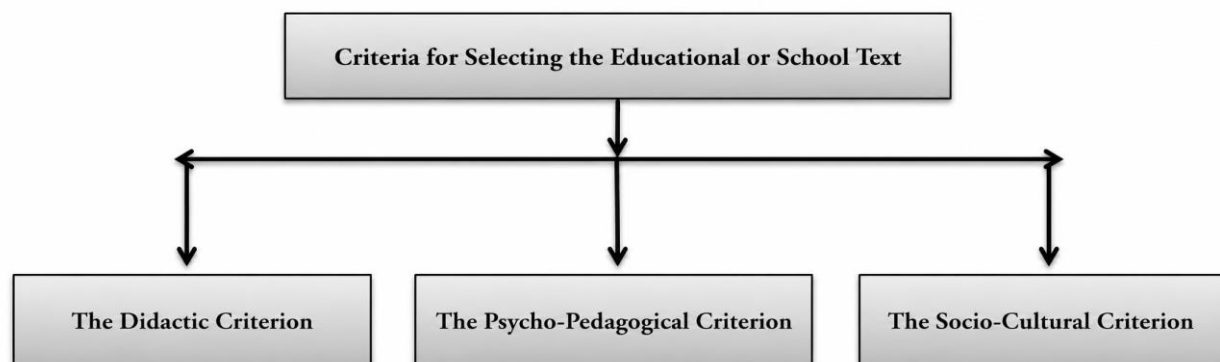 Criteria for Selecting the Educational or School Text
The Didactic Criterion
The Psycho-Pedagogical Criterion
The Socio-Cultural Criterion